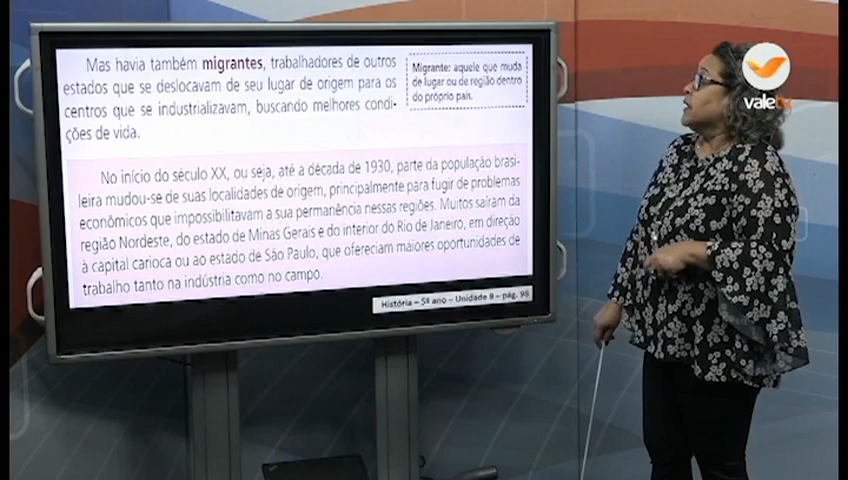 Mas havia também migrantes, trabalhadores de outros
estados que se deslocavam de seu lugar de origem para os
centros que se industrializavam, buscando melhores condi-
ções de vida.
Migrante: aquele que muda
de lugar ou de região dentro
do próprio país.
No início do século XX, ou seja, até a década de 1930, parte da população brasi-
leira mudou-se de suas localidades de origem, principalmente para fugir de problemas
econômicos que impossibilitavam a sua permanência nessas regiões. Muitos saíram da
região Nordeste, do estado de Minas Gerais e do interior do Rio de Janeiro, em direção
à capital carioca ou ao estado de São Paulo, que ofereciam maiores oportunidades de
trabalho tanto na indústria como no campo.
História – 5º ano – Unidade 9 – pág. 98
valetv